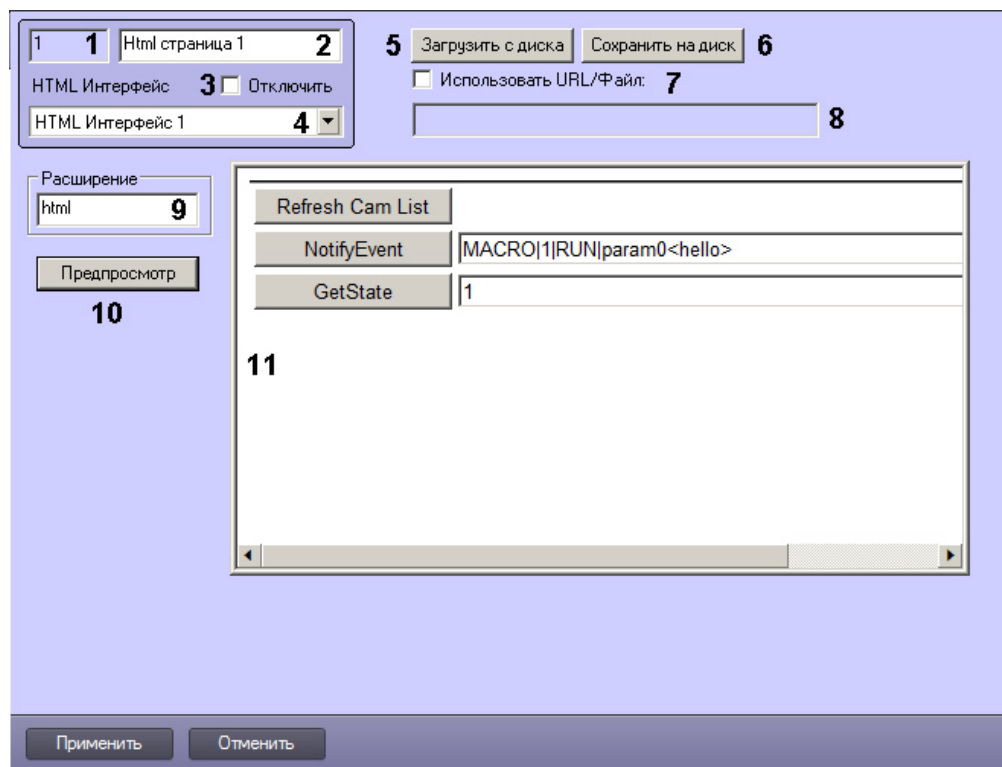 1 1 Html страница 1 2
HTML Интерфейс 3 Отключить
HTML Интерфейс 1 4
5 Загрузить с диска Сохранить на диск 6
Использовать URL/Файл: 7
8
Расширение
html 9
Предпросмотр
10
Refresh Cam List
NotifyEvent MACRO|1|RUN|param0<hello>
GetState 1
11
Применить Отменить